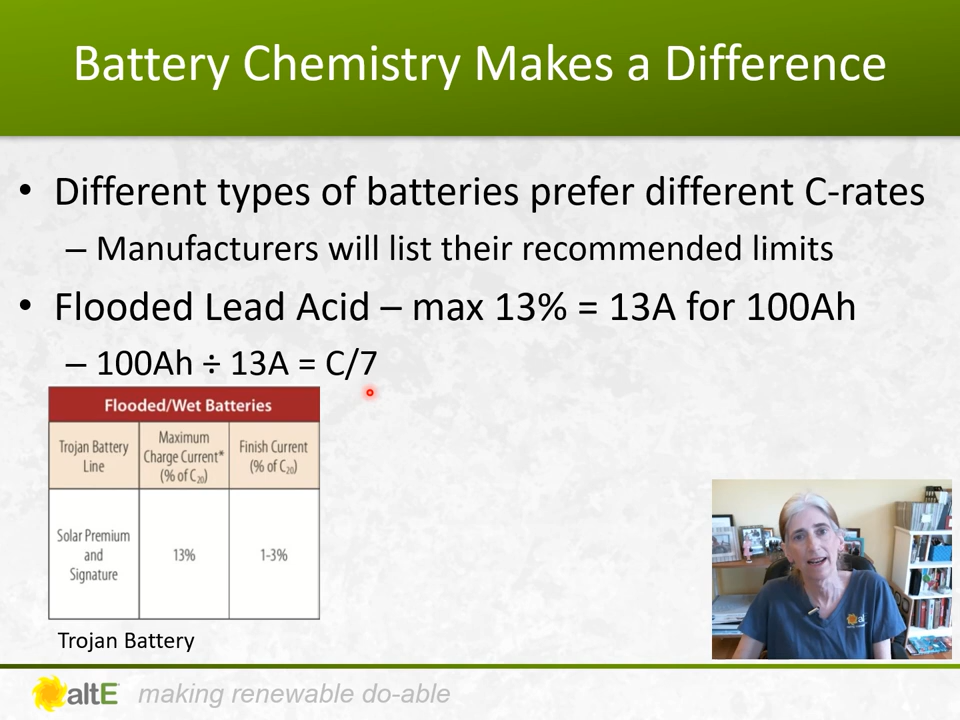 Battery Chemistry Makes a Difference
• Different types of batteries prefer different C-rates
– Manufacturers will list their recommended limits
• Flooded Lead Acid – max 13% = 13A for 100Ah
– 100Ah ÷ 13A = C/7
Flooded/Wet Batteries
Trojan Battery
Line
Maximum
Charge Current*
(% of C₂₀)
Finish Current
(% of C₂₀)
Solar Premium
and
Signature
13%
1-3%
Trojan Battery
altE making renewable do-able